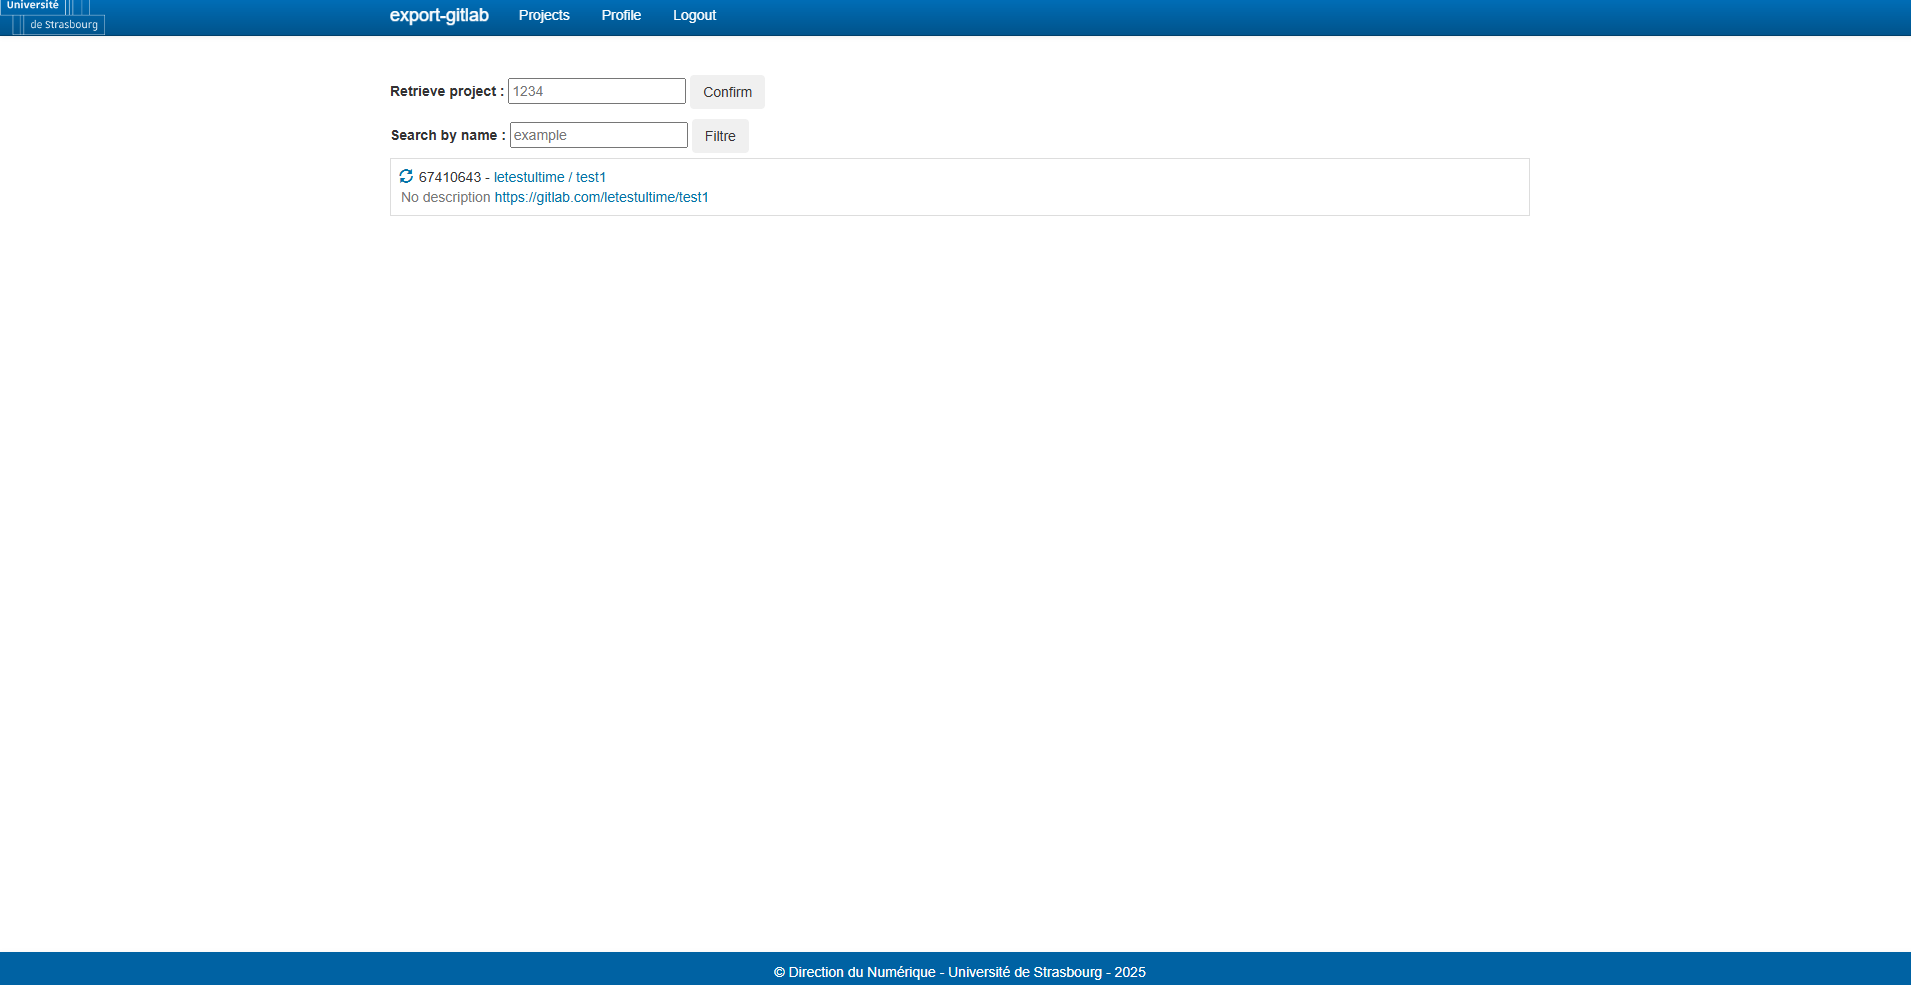 Université
de Strasbourg
export-gitlab Projects Profile Logout
Retrieve project : 1234 Confirm
Search by name : example Filtre
67410643 - letestultime / test1
No description https://gitlab.com/letestultime/test1
© Direction du Numérique - Université de Strasbourg - 2025